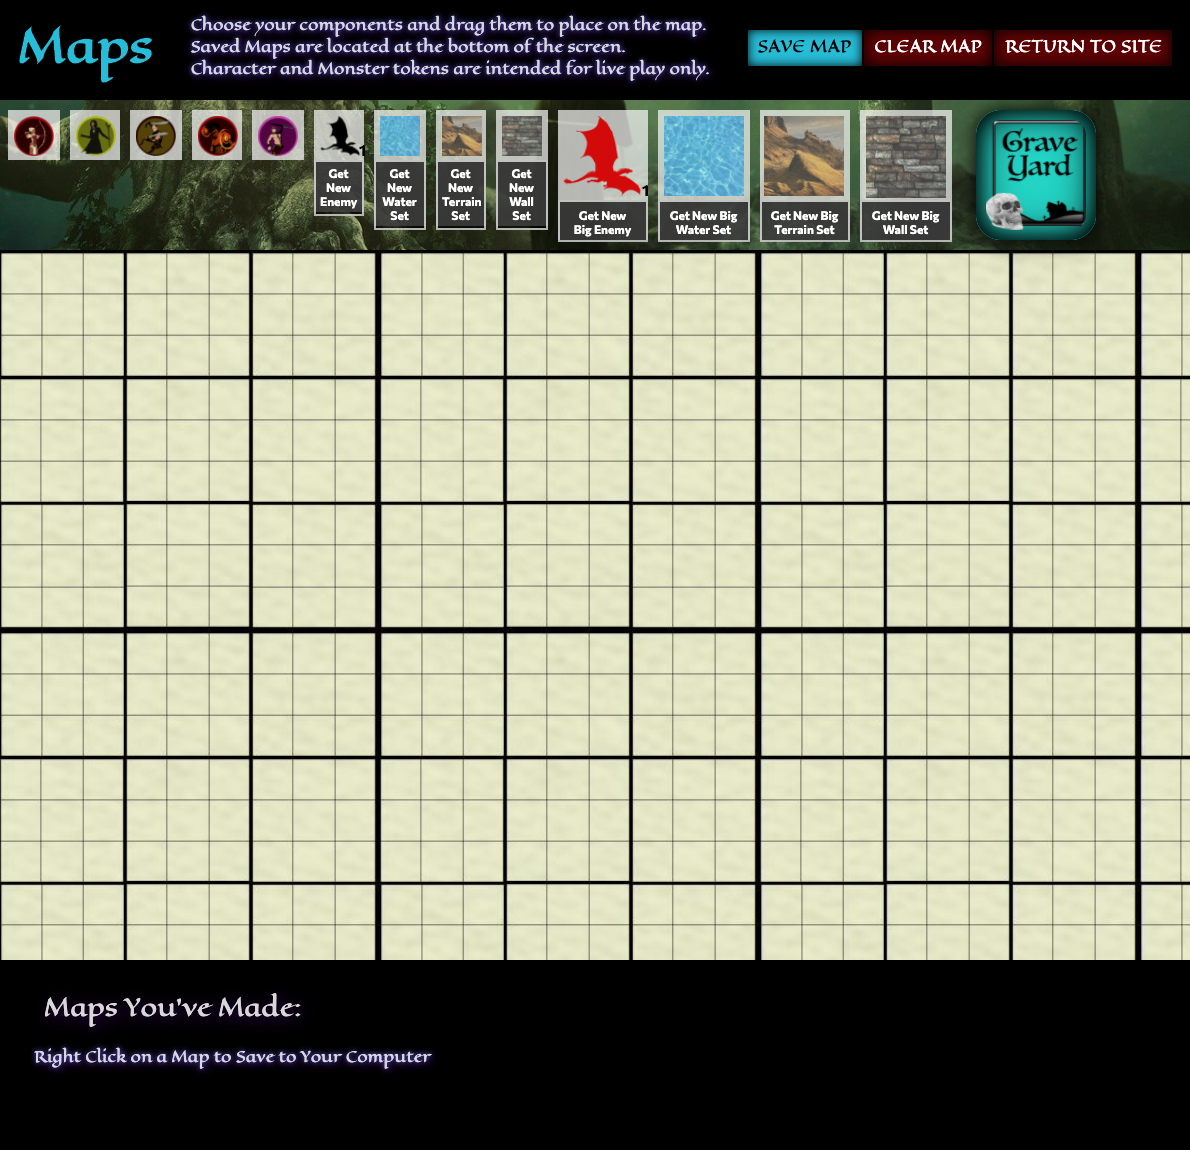 Maps
Choose your components and drag them to place on the map.
Saved Maps are located at the bottom of the screen.
Character and Monster tokens are intended for live play only.
SAVE MAP
CLEAR MAP
RETURN TO SITE
1
Get
New
Enemy
Get
New
Water
Set
Get
New
Terrain
Set
Get
New
Wall
Set
1
Get New
Big Enemy
Get New Big
Water Set
Get New Big
Terrain Set
Get New Big
Wall Set
Grave
Yard
Maps You've Made:
Right Click on a Map to Save to Your Computer